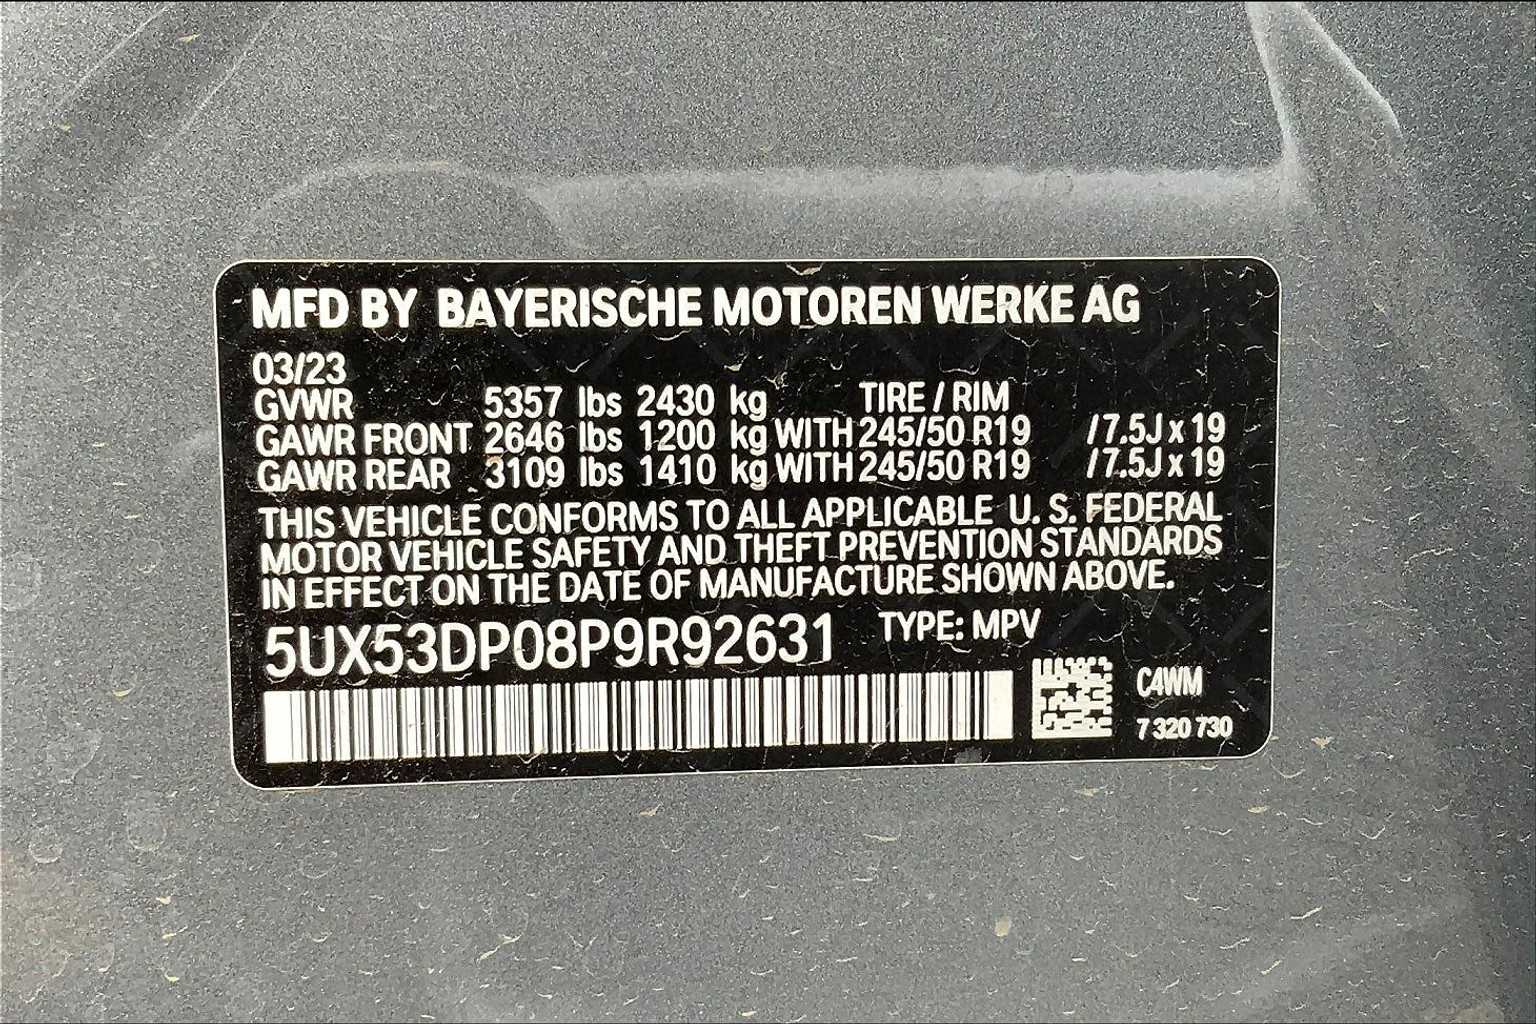 MFD BY BAYERISCHE MOTOREN WERKE AG
03/23
GVWR 5357 lbs 2430 kg TIRE / RIM
GAWR FRONT 2646 lbs 1200 kg WITH 245/50 R19 / 7.5J x 19
GAWR REAR 3109 lbs 1410 kg WITH 245/50 R19 / 7.5J x 19
THIS VEHICLE CONFORMS TO ALL APPLICABLE U. S. FEDERAL
MOTOR VEHICLE SAFETY AND THEFT PREVENTION STANDARDS
IN EFFECT ON THE DATE OF MANUFACTURE SHOWN ABOVE.
5UX53DP08P9R92631 TYPE: MPV
C4WM
7 320 730